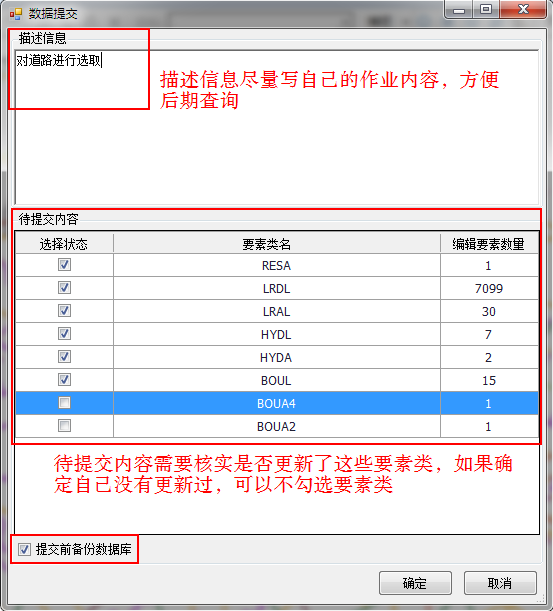 数据提交
描述信息
对道路进行选取
描述信息尽量写自己的作业内容，方便
后期查询
待提交内容
选择状态 要素类名 编辑要素数量
RESA 1
LRDL 7099
LRAL 30
HYDL 7
HYDA 2
BOUL 15
BOUA4 1
BOUA2 1
待提交内容需要核实是否更新了这些要素类，如果确
定自己没有更新过，可以不勾选要素类
提交前备份数据库
确定 取消